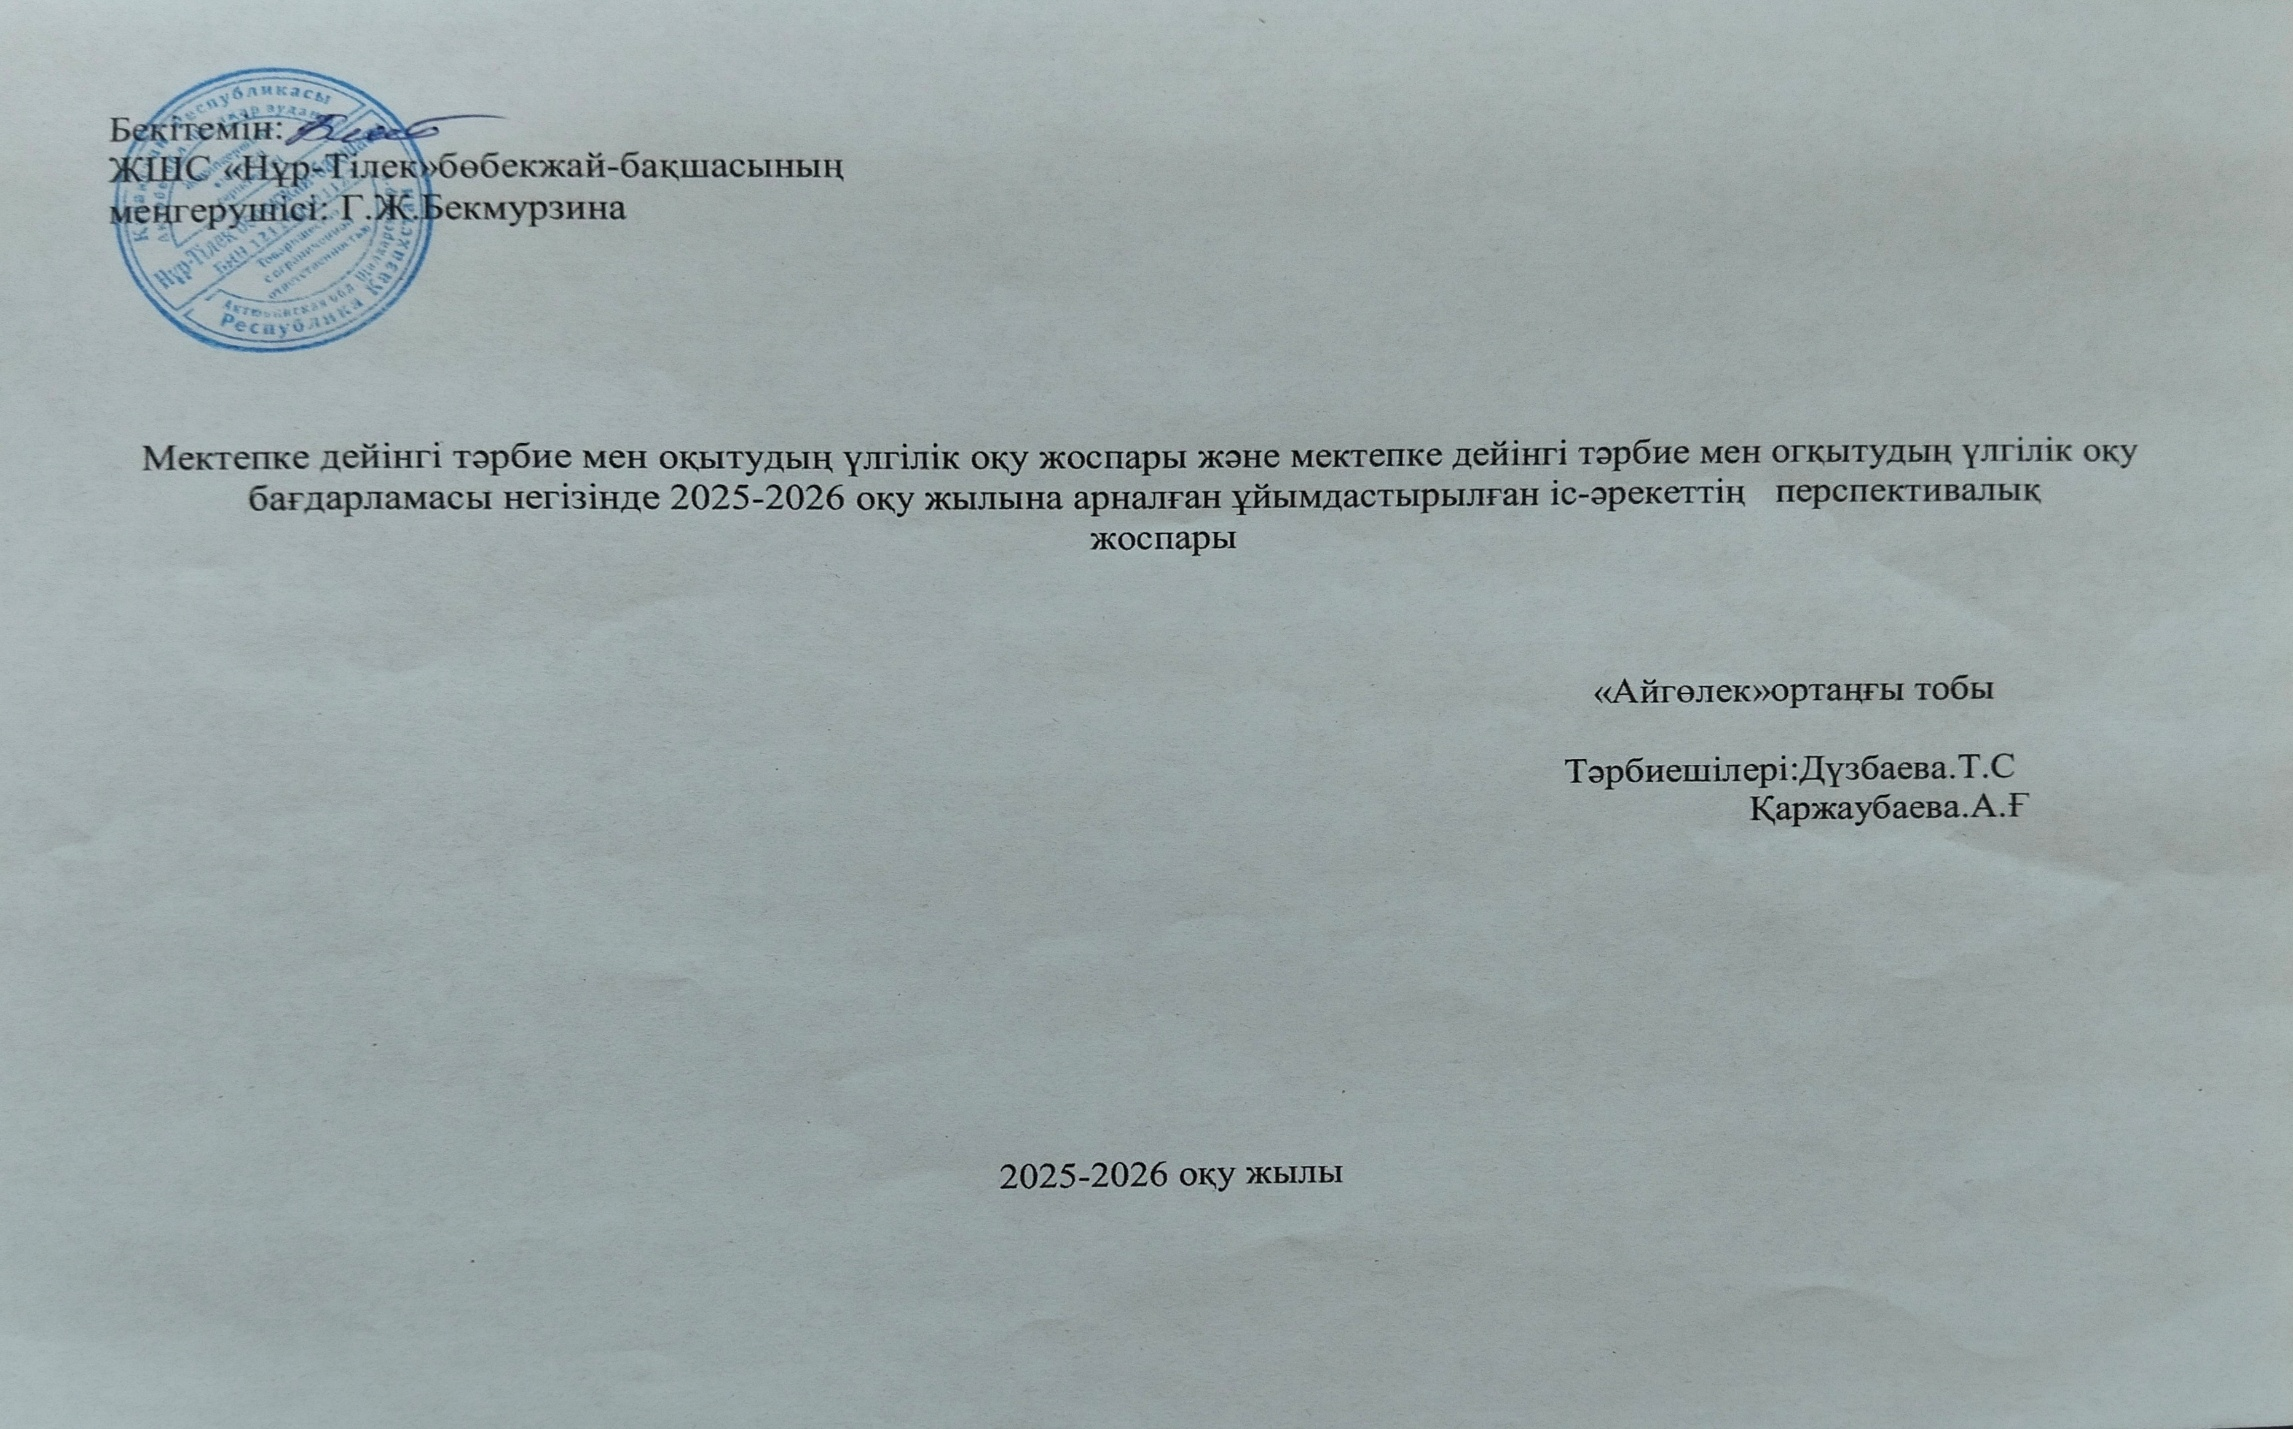 Бекітемін:
ЖШС «Нұр-Тілек»бөбекжай-бақшасының
меңгерушісі: Г.Ж.Бекмурзина
Республика Казахстан
Мектепке дейінгі тәрбие мен оқытудың үлгілік оқу жоспары және мектепке дейінгі тәрбие мен огқытудың үлгілік оқу
бағдарламасы негізінде 2025-2026 оқу жылына арналған ұйымдастырылған іс-әрекеттің перспективалық
жоспары
«Айгөлек»ортаңғы тобы
Тәрбиешілері:Дүзбаева.Т.С
Қаржаубаева.А.Ғ
2025-2026 оқу жылы